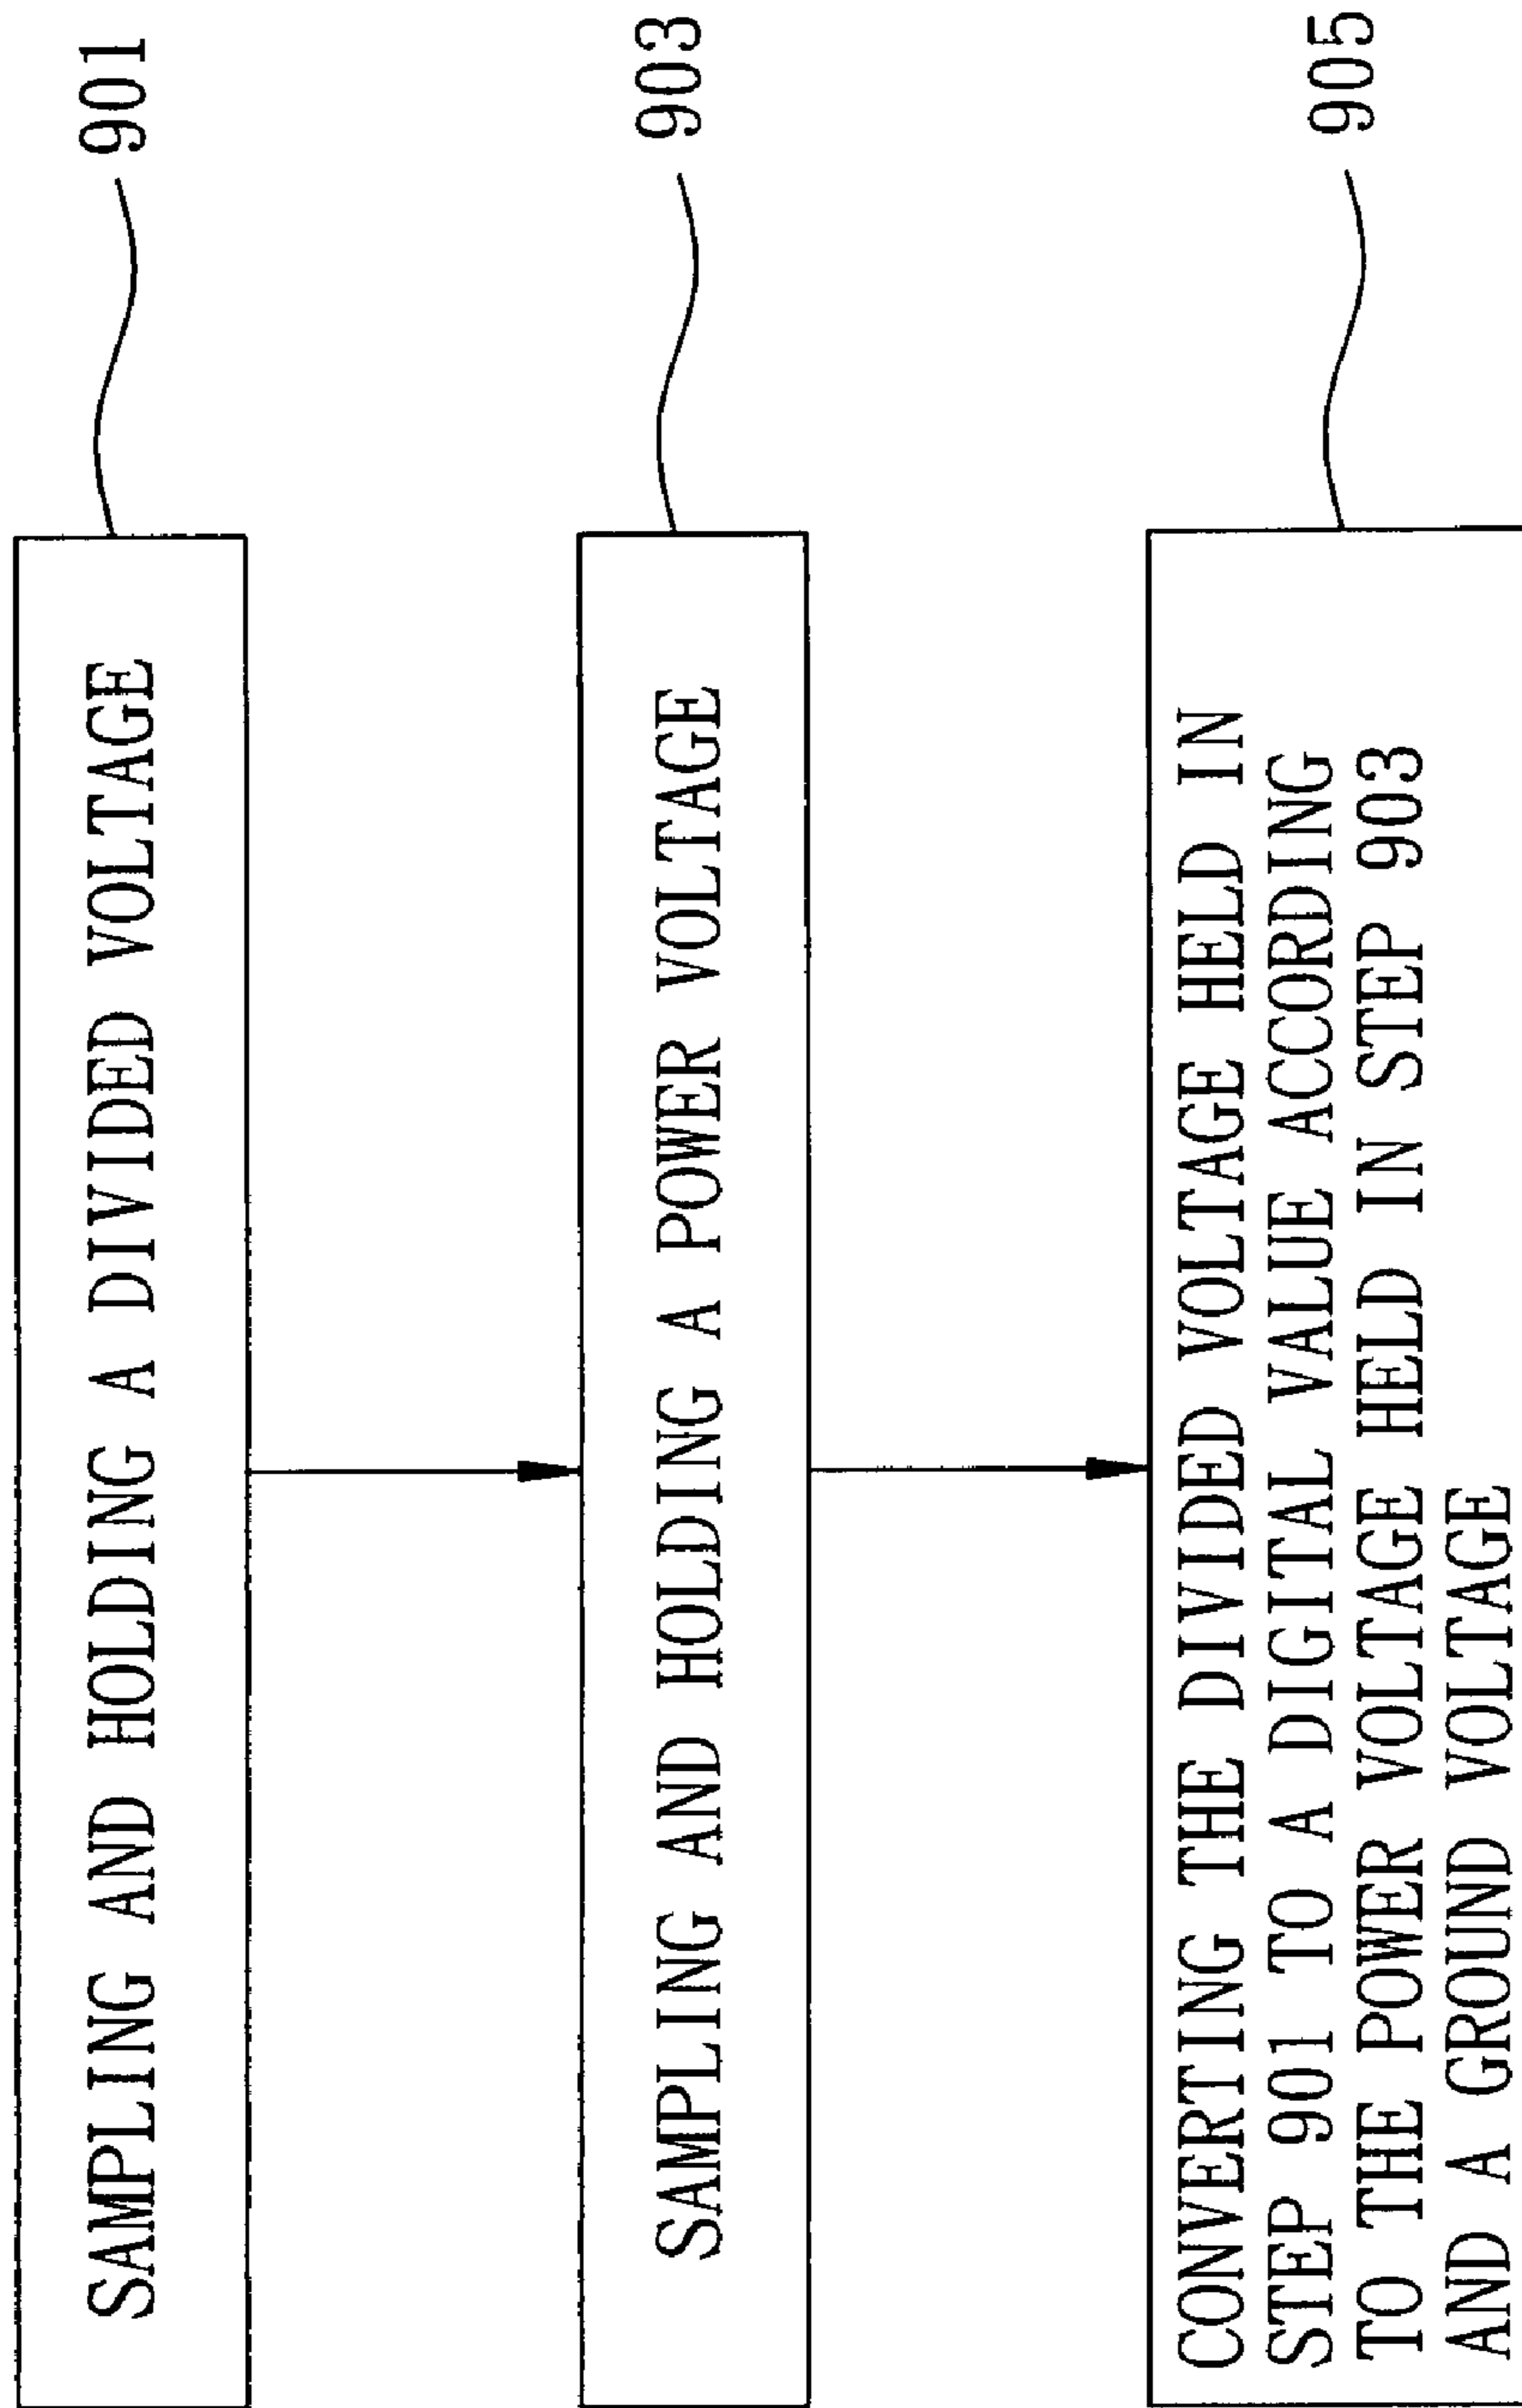 SAMPLING AND HOLDING A DIVIDED VOLTAGE
901
SAMPLING AND HOLDING A POWER VOLTAGE
903
CONVERTING THE DIVIDED VOLTAGE HELD IN
STEP 901 TO A DIGITAL VALUE ACCORDING
TO THE POWER VOLTAGE HELD IN STEP 903
AND A GROUND VOLTAGE
905